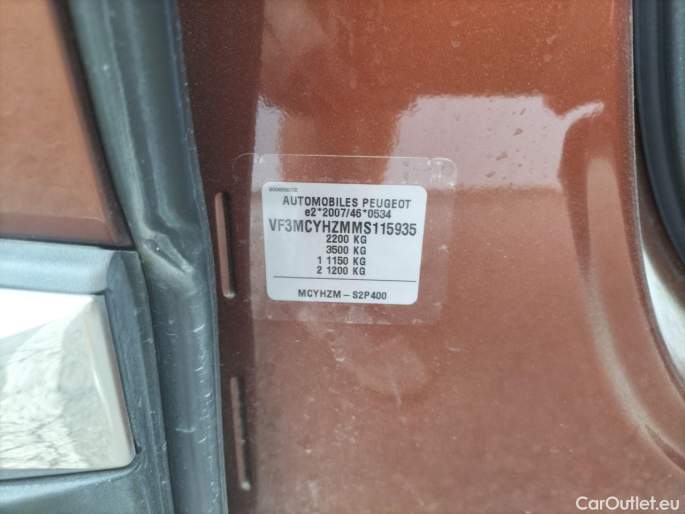 AUTOMOBILES PEUGEOT
e2*2007/46*0534
VF3MCYHZMMS115935
2200 KG
3500 KG
1 1150 KG
2 1200 KG
MCYHZM - S2P400
CarOutlet.eu